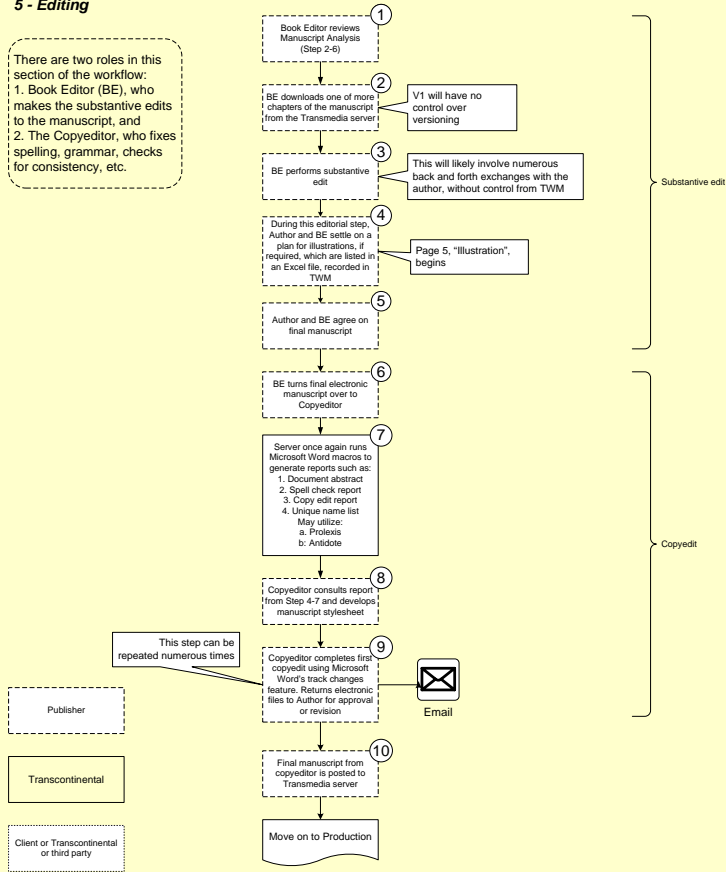 5 - Editing
There are two roles in this
section of the workflow:
1. Book Editor (BE), who
makes the substantive edits
to the manuscript, and
2. The Copyeditor, who fixes
spelling, grammar, checks
for consistency, etc.
1
Book Editor reviews
Manuscript Analysis
(Step 2-6)
2
BE downloads one of more
chapters of the manuscript
from the Transmedia server
V1 will have no
control over
versioning
3
BE performs substantive
edit
This will likely involve numerous
back and forth exchanges with the
author, without control from TWM
Substantive edit
4
During this editorial step,
Author and BE settle on a
plan for illustrations, if
required, which are listed in
an Excel file, recorded in
TWM
Page 5, “Illustration”,
begins
5
Author and BE agree on
final manuscript
6
BE turns final electronic
manuscript over to
Copyeditor
7
Server once again runs
Microsoft Word macros to
generate reports such as:
1. Document abstract
2. Spell check report
3. Copy edit report
4. Unique name list
May utilize:
a. Prolexis
b: Antidote
Copyedit
8
Copyeditor consults report
from Step 4-7 and develops
manuscript stylesheet
This step can be
repeated numerous times
9
Copyeditor completes first
copyedit using Microsoft
Word's track changes
feature. Returns electronic
files to Author for approval
or revision
Email
10
Final manuscript from
copyeditor is posted to
Transmedia server
Move on to Production
Publisher
Transcontinental
Client or Transcontinental
or third party